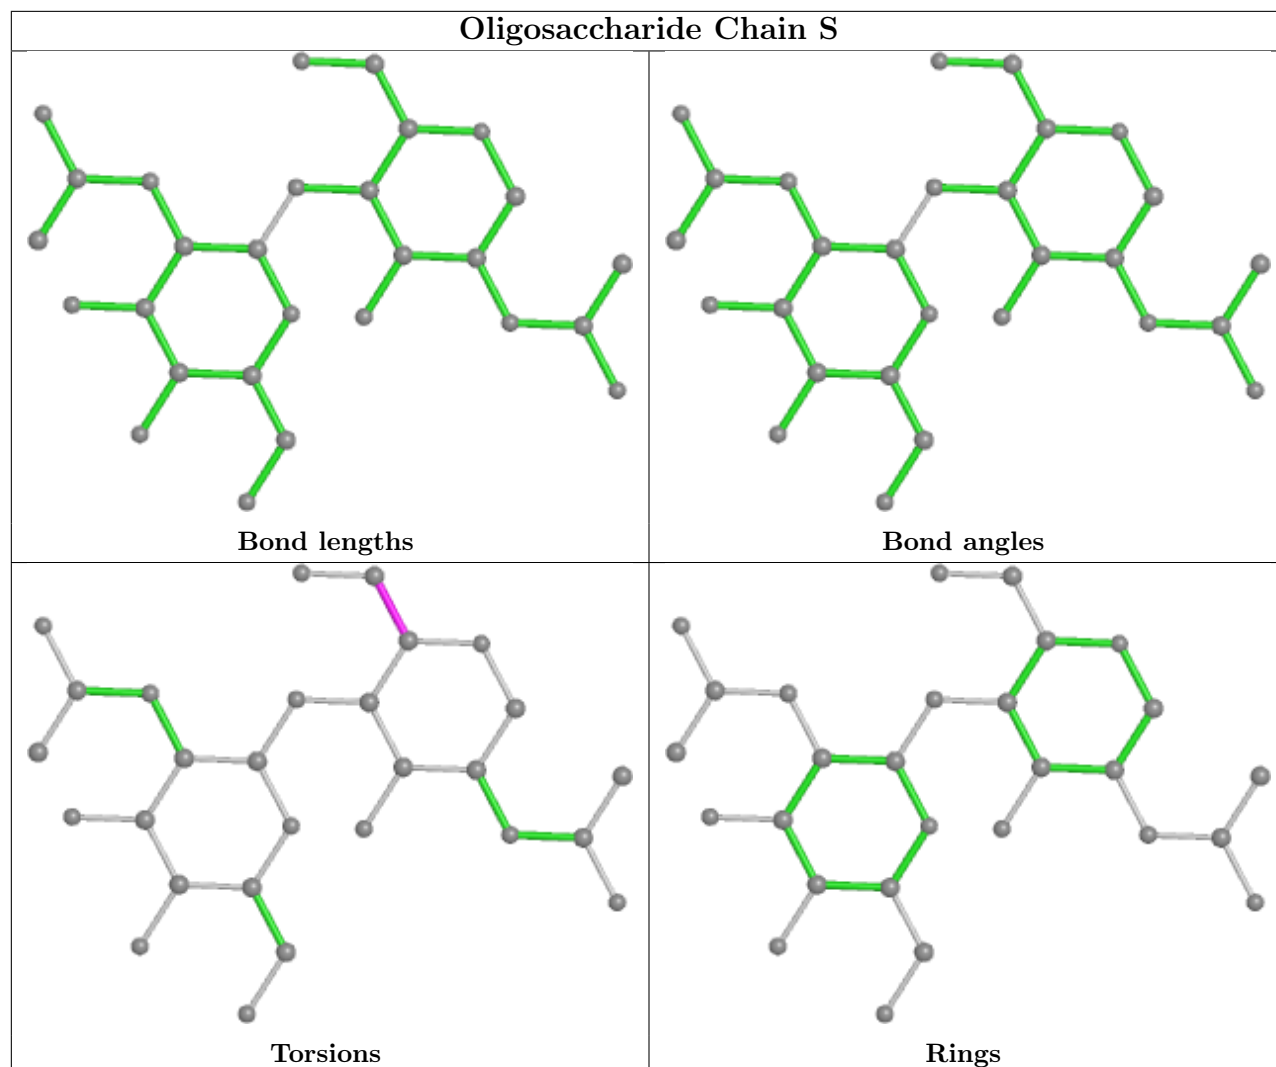 Oligosaccharide Chain S
Bond lengths
Bond angles
Torsions
Rings